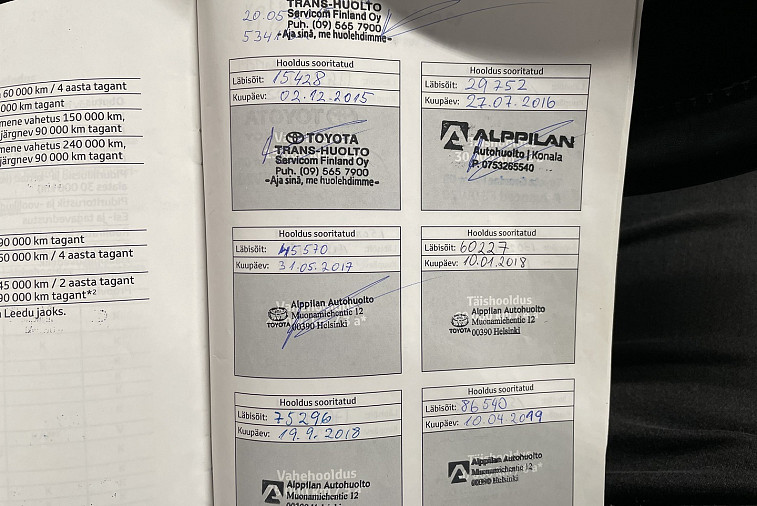 60 000 km / 4 aasta tagant
000 km tagant
mene vahetus 150 000 km,
järgnev 90 000 km tagant
mene vahetus 240 000 km,
järgnev 90 000 km tagant
90 000 km tagant
60 000 km / 4 aasta tagant
45 000 km / 2 aasta tagant
90 000 km tagant*2
Leedu jaoks.
20.05
534
TRANS-HUOLTO
Servicom Finland Oy
Puh. (09) 565 7900
-Aja sinä, me huolehdimme-
Hooldus sooritatud
Läbisõit: 15428
Kuupäev: 02.12.2015
TOYOTA
TRANS-HUOLTO
Servicom Finland Oy
Puh. (09) 565 7900
-Aja sinä, me huolehdimme-
Hooldus sooritatud
Läbisõit: 29752
Kuupäev: 27.07.2016
ALPPILAN
Autohuolto | Konala
P. 0753265540
Hooldus sooritatud
Läbisõit: 45570
Kuupäev: 31.05.2017
TOYOTA
Alppilan Autohuolto
Muonamiehentie 12
00390 Helsinki
Hooldus sooritatud
Läbisõit: 60227
Kuupäev: 10.01.2018
Täishooldus
TOYOTA
Alppilan Autohuolto
Muonamiehentie 12
00390 Helsinki
Hooldus sooritatud
Läbisõit: 75296
Kuupäev: 19.9.2018
Vahehooldus
Alppilan Autohuolto
Muonamiehentie 12
00390 Helsinki
Hooldus sooritatud
Läbisõit: 86540
Kuupäev: 10.04.2019
Täishooldus
Alppilan Autohuolto
Muonamiehentie 12
00390 Helsinki